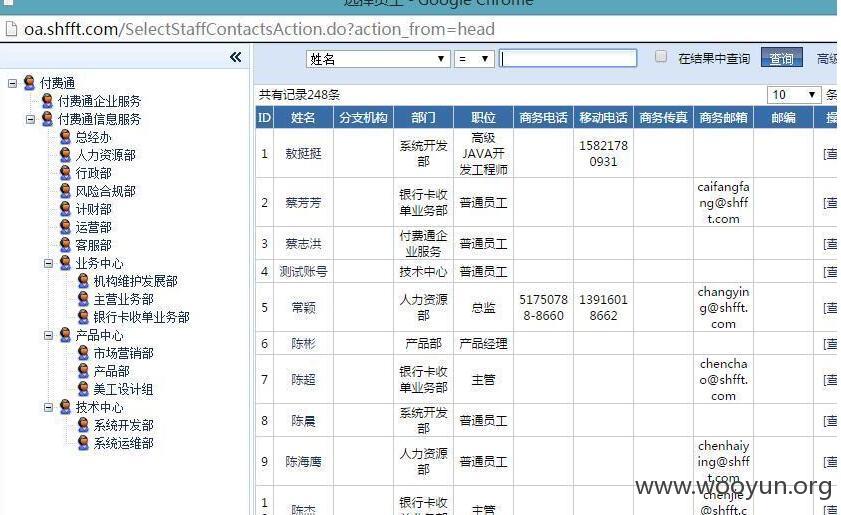 选择员工 - Google Chrome
oa.shfft.com/SelectStaffContactsAction.do?action_from=head
付费通
付费通企业服务
付费通信息服务
总经办
人力资源部
行政部
风险合规部
计财部
运营部
客服部
业务中心
机构维护发展部
主营业务部
银行卡收单业务部
产品中心
市场营销部
产品部
美工设计组
技术中心
系统开发部
系统运维部
姓名 = 在结果中查询 查询 高级
共有记录248条 10 条
ID 姓名 分支机构 部门 职位 商务电话 移动电话 商务传真 商务邮箱 邮编 操
1 敖挺挺 系统开发部 高级JAVA开发工程师 15821780931 [查
2 蔡芳芳 银行卡收单业务部 普通员工 caifangfang@shfft.com [查
3 蔡志洪 付费通企业服务 普通员工 [查
4 测试账号 技术中心 普通员工 [查
5 常颖 人力资源部 总监 51750788-8660 13916018662 changying@shfft.com [查
6 陈彬 产品部 产品经理 [查
7 陈超 银行卡收单业务部 主管 chenchao@shfft.com [查
8 陈晨 系统开发部 普通员工 [查
9 陈海鹰 人力资源部 普通员工 chenhaiying@shfft.com [查
1 陈杰 银行卡收 主管 chenjie@shfft.c [查
www.wooyun.org